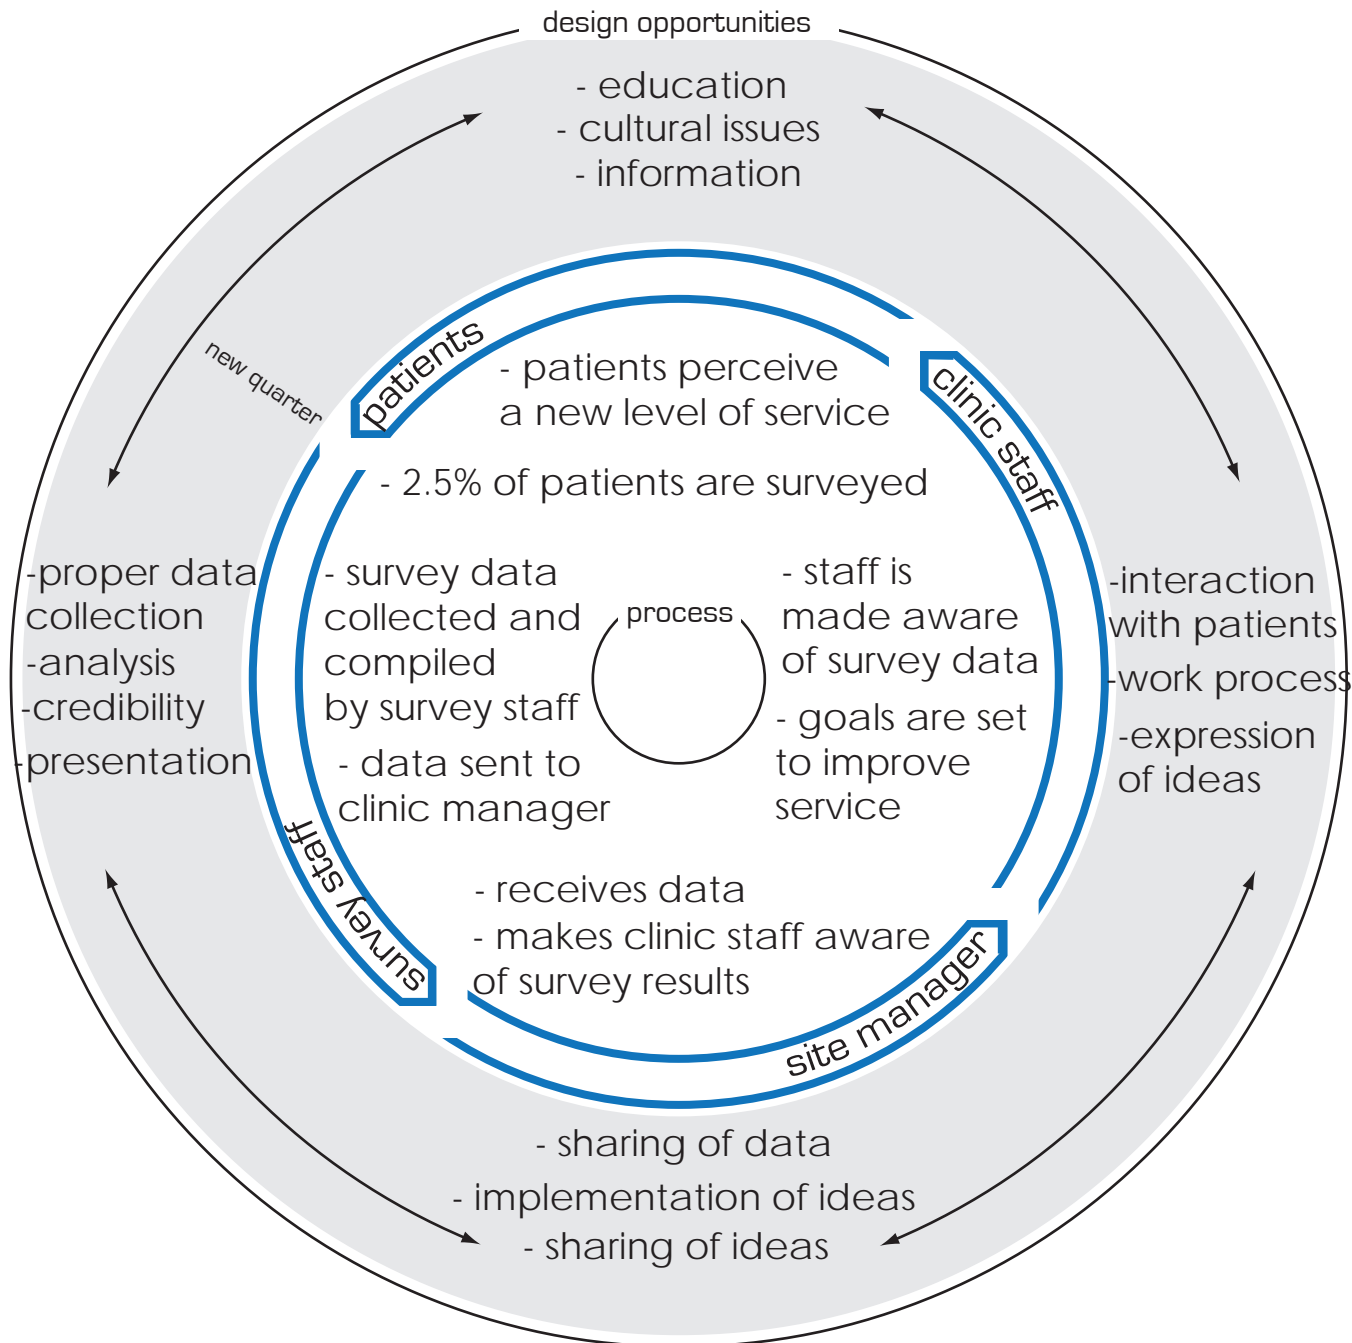 design opportunities
- education
- cultural issues
- information
new quarter
patients
clinic staff
- patients perceive
a new level of service
- 2.5% of patients are surveyed
-proper data
collection
-analysis
-credibility
-presentation
- survey data
collected and
compiled
by survey staff
- data sent to
clinic manager
process
- staff is
made aware
of survey data
- goals are set
to improve
service
-interaction
with patients
-work process
-expression
of ideas
survey staff
- receives data
- makes clinic staff aware
of survey results
site manager
- sharing of data
- implementation of ideas
- sharing of ideas